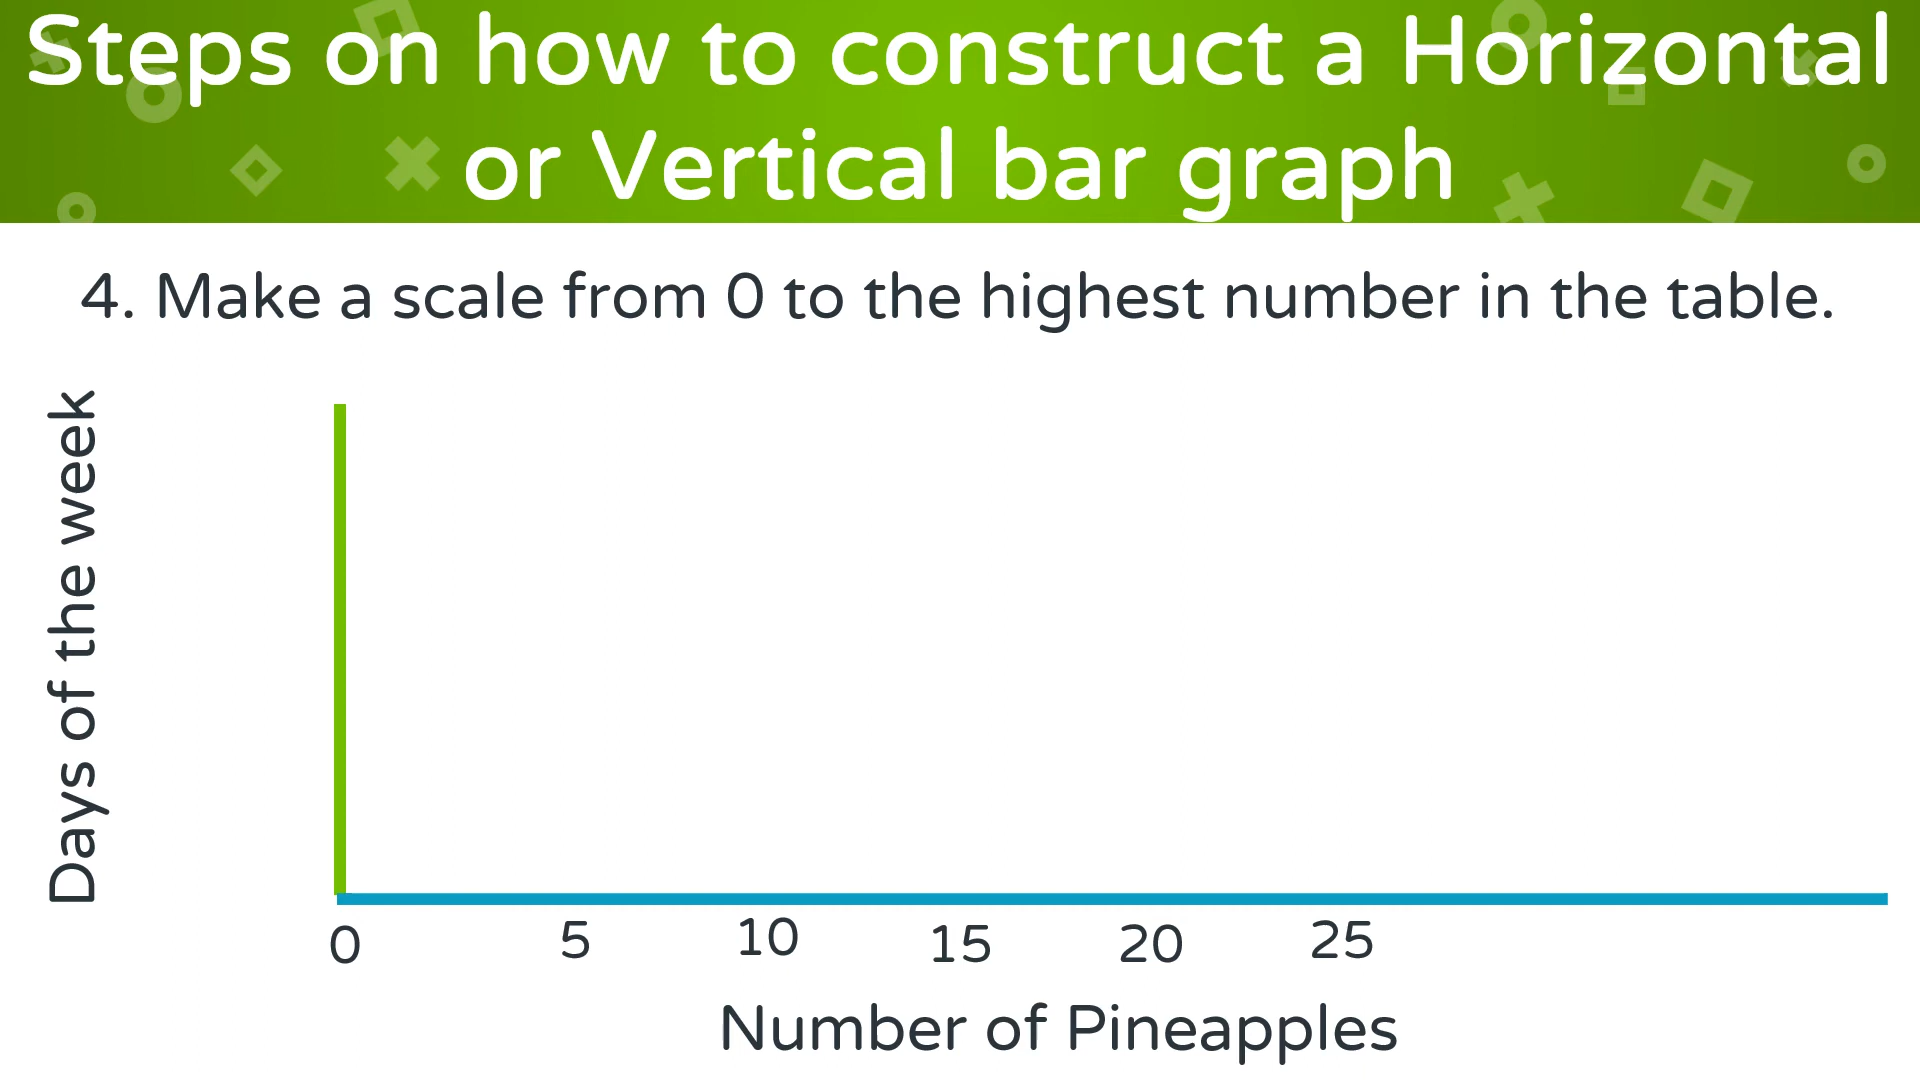 Steps on how to construct a Horizontal
or Vertical bar graph
4. Make a scale from 0 to the highest number in the table.
Days of the week
0 5 10 15 20 25
Number of Pineapples